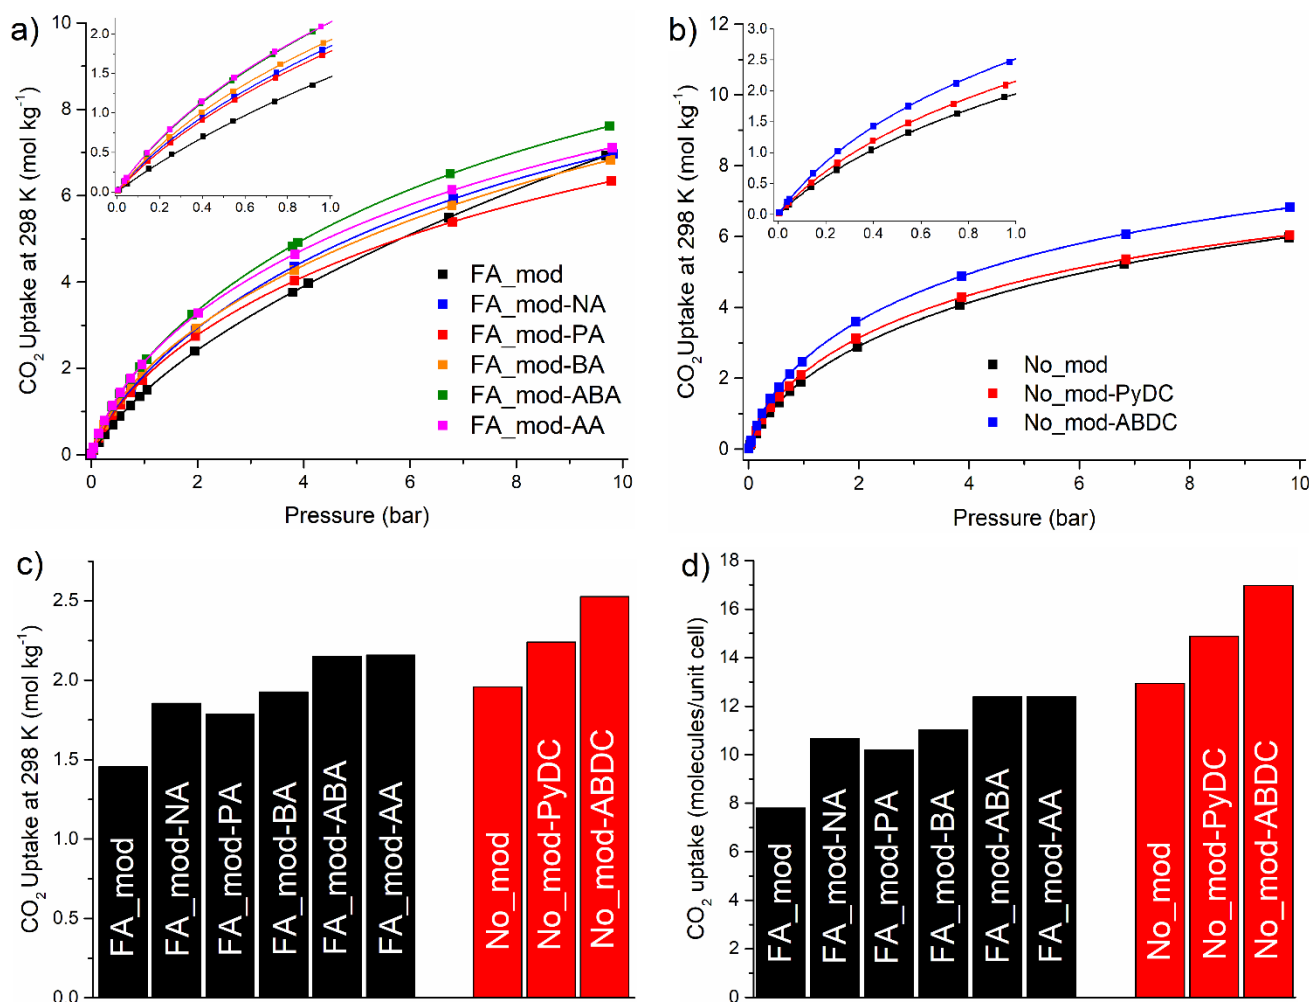 a)
CO2 Uptake at 298 K (mol kg-1)
10
8
6
4
2
0
0 2 4 6 8 10
Pressure (bar)
2.0
1.5
1.0
0.5
0.0
0.0 0.2 0.4 0.6 0.8 1.0
FA_mod
FA_mod-NA
FA_mod-PA
FA_mod-BA
FA_mod-ABA
FA_mod-AA
b)
CO2 Uptake at 298 K (mol kg-1)
12
10
8
6
4
2
0
0 2 4 6 8 10
Pressure (bar)
3.0
2.5
2.0
1.5
1.0
0.5
0.0
0.0 0.2 0.4 0.6 0.8 1.0
No_mod
No_mod-PyDC
No_mod-ABDC
c)
CO2 Uptake at 298 K (mol kg-1)
2.5
2.0
1.5
1.0
0.5
0.0
FA_mod
FA_mod-NA
FA_mod-PA
FA_mod-BA
FA_mod-ABA
FA_mod-AA
No_mod
No_mod-PyDC
No_mod-ABDC
d)
CO2 uptake (molecules/unit cell)
18
16
14
12
10
8
6
4
2
0
FA_mod
FA_mod-NA
FA_mod-PA
FA_mod-BA
FA_mod-ABA
FA_mod-AA
No_mod
No_mod-PyDC
No_mod-ABDC